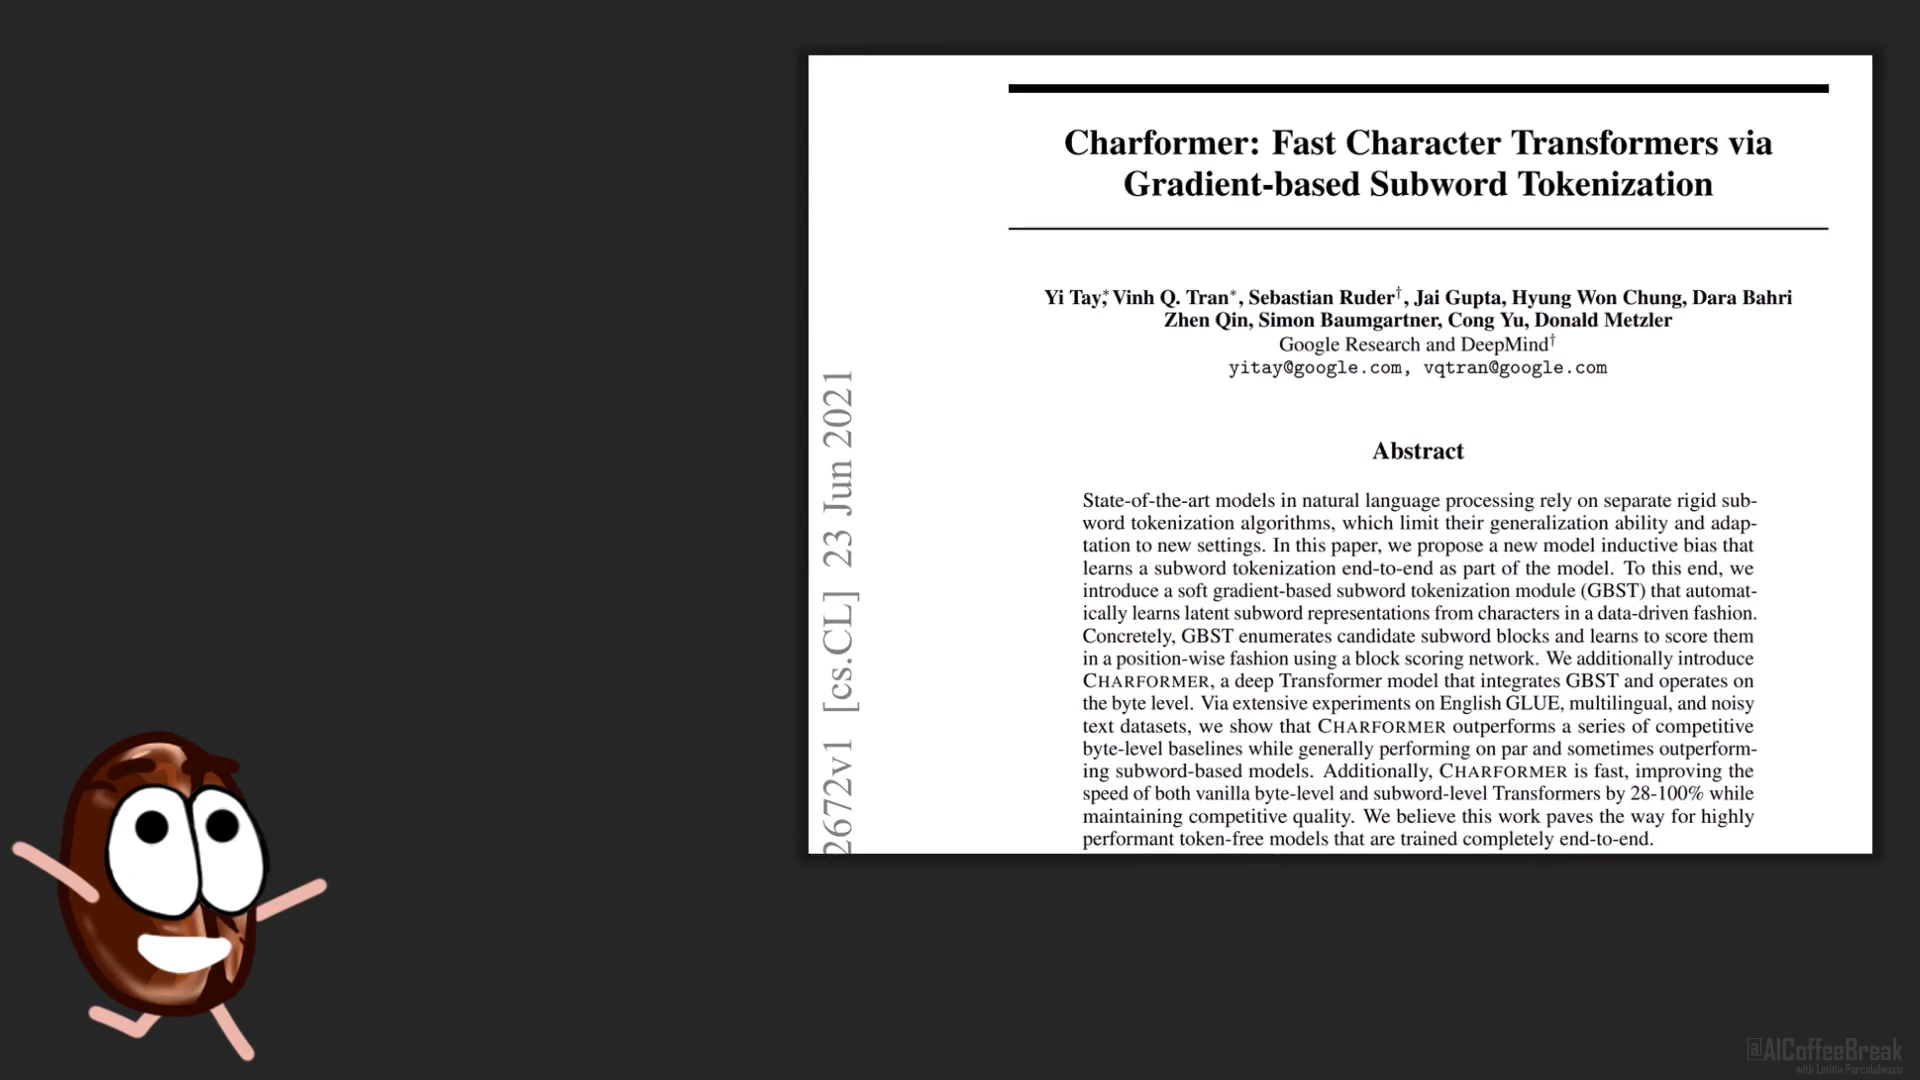 Charformer: Fast Character Transformers via
Gradient-based Subword Tokenization
Yi Tay,* Vinh Q. Tran*, Sebastian Ruder†, Jai Gupta, Hyung Won Chung, Dara Bahri
Zhen Qin, Simon Baumgartner, Cong Yu, Donald Metzler
Google Research and DeepMind†
yitay@google.com, vqtran@google.com
2672v1 [cs.CL] 23 Jun 2021
Abstract
State-of-the-art models in natural language processing rely on separate rigid sub-
word tokenization algorithms, which limit their generalization ability and adap-
tation to new settings. In this paper, we propose a new model inductive bias that
learns a subword tokenization end-to-end as part of the model. To this end, we
introduce a soft gradient-based subword tokenization module (GBST) that automat-
ically learns latent subword representations from characters in a data-driven fashion.
Concretely, GBST enumerates candidate subword blocks and learns to score them
in a position-wise fashion using a block scoring network. We additionally introduce
CHARFORMER, a deep Transformer model that integrates GBST and operates on
the byte level. Via extensive experiments on English GLUE, multilingual, and noisy
text datasets, we show that CHARFORMER outperforms a series of competitive
byte-level baselines while generally performing on par and sometimes outperform-
ing subword-based models. Additionally, CHARFORMER is fast, improving the
speed of both vanilla byte-level and subword-level Transformers by 28-100% while
maintaining competitive quality. We believe this work paves the way for highly
performant token-free models that are trained completely end-to-end.
@AICoffeeBreak
with Letitia Parcalabescu